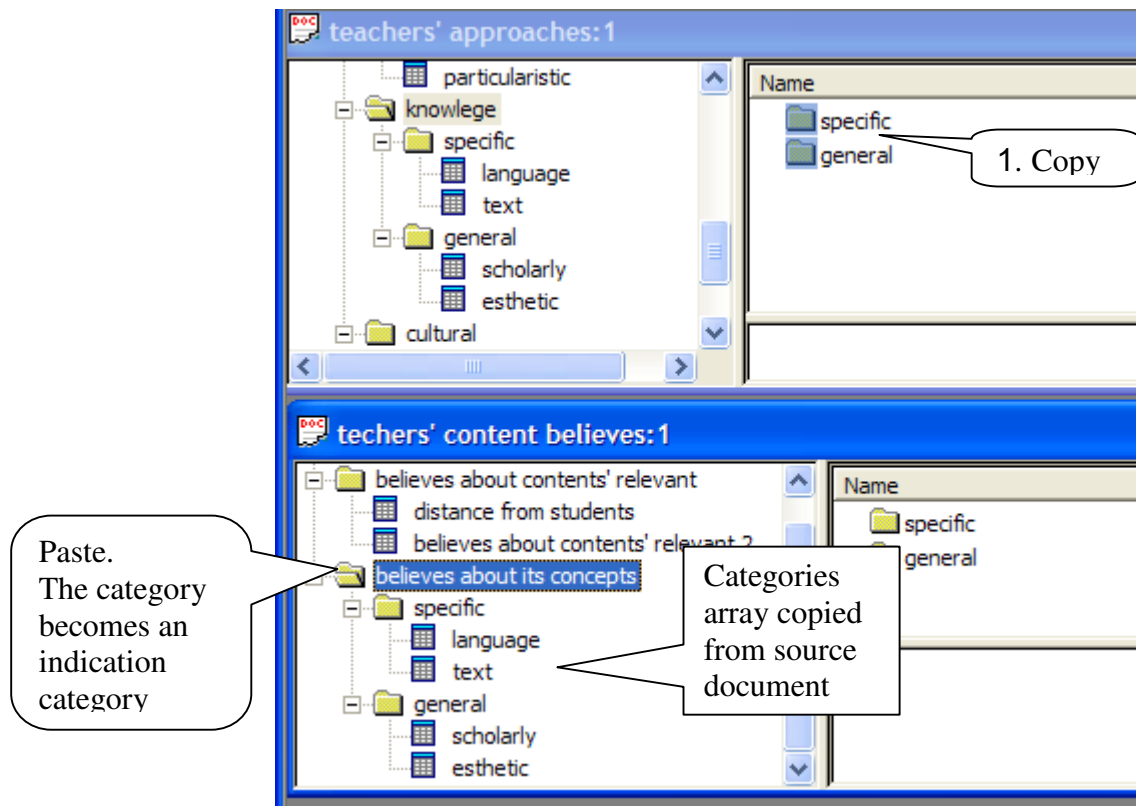 DOC
teachers' approaches:1
particularistic
knowlege
specific
language
text
general
scholarly
esthetic
cultural
Name
specific
general
1. Copy
DOC
techers' content believes:1
believes about contents' relevant
distance from students
believes about contents' relevant 2
believes about its concepts
specific
language
text
general
scholarly
esthetic
Name
specific
general
Paste.
The category
becomes an
indication
category
Categories
array copied
from source
document